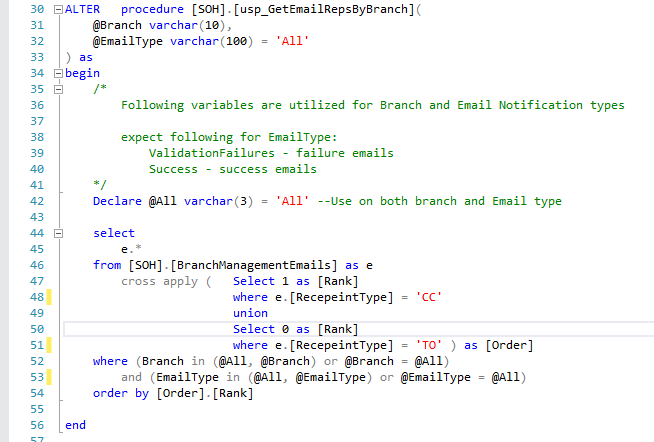 30 ALTER   procedure [SOH].[usp_GetEmailRepsByBranch](
31     @Branch varchar(10),
32     @EmailType varchar(100) = 'All'
33 ) as
34 begin
35     /*
36         Following variables are utilized for Branch and Email Notification types
37
38         expect following for EmailType:
39             ValidationFailures - failure emails
40             Success - success emails
41     */
42     Declare @All varchar(3) = 'All' --Use on both branch and Email type
43
44     select
45         e.*
46     from [SOH].[BranchManagementEmails] as e
47         cross apply (   Select 1 as [Rank]
48                         where e.[RecepeintType] = 'CC'
49                         union
50                         Select 0 as [Rank]
51                         where e.[RecepeintType] = 'TO' ) as [Order]
52     where (Branch in (@All, @Branch) or @Branch = @All)
53         and (EmailType in (@All, @EmailType) or @EmailType = @All)
54     order by [Order].[Rank]
55
56 end
57